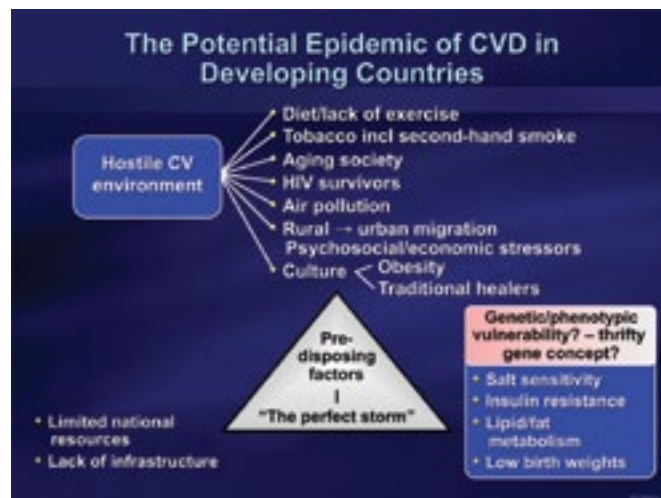 The Potential Epidemic of CVD in
Developing Countries
Hostile CV
environment
• Diet/lack of exercise
• Tobacco incl second-hand smoke
• Aging society
• HIV survivors
• Air pollution
• Rural → urban migration
Psychosocial/economic stressors
• Culture
Obesity
Traditional healers
Pre-
disposing
factors
|
"The perfect storm"
• Limited national
resources
• Lack of infrastructure
Genetic/phenotypic
vulnerability? – thrifty
gene concept?
• Salt sensitivity
• Insulin resistance
• Lipid/fat
metabolism
• Low birth weights